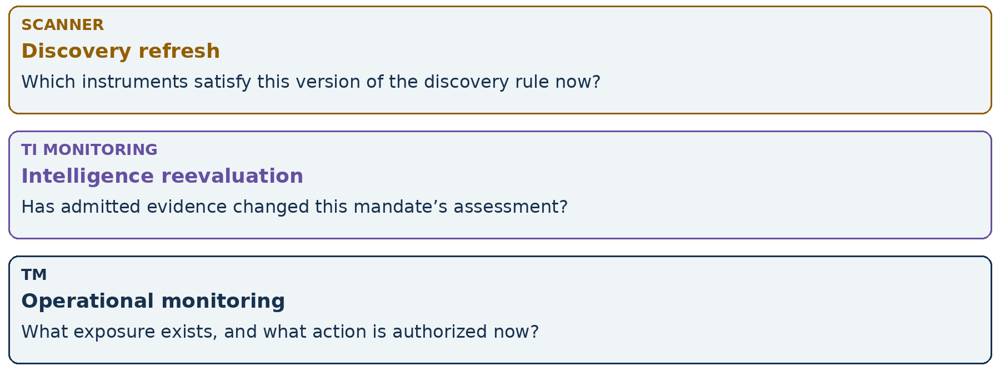 SCANNER
Discovery refresh
Which instruments satisfy this version of the discovery rule now?
TI MONITORING
Intelligence reevaluation
Has admitted evidence changed this mandate’s assessment?
TM
Operational monitoring
What exposure exists, and what action is authorized now?